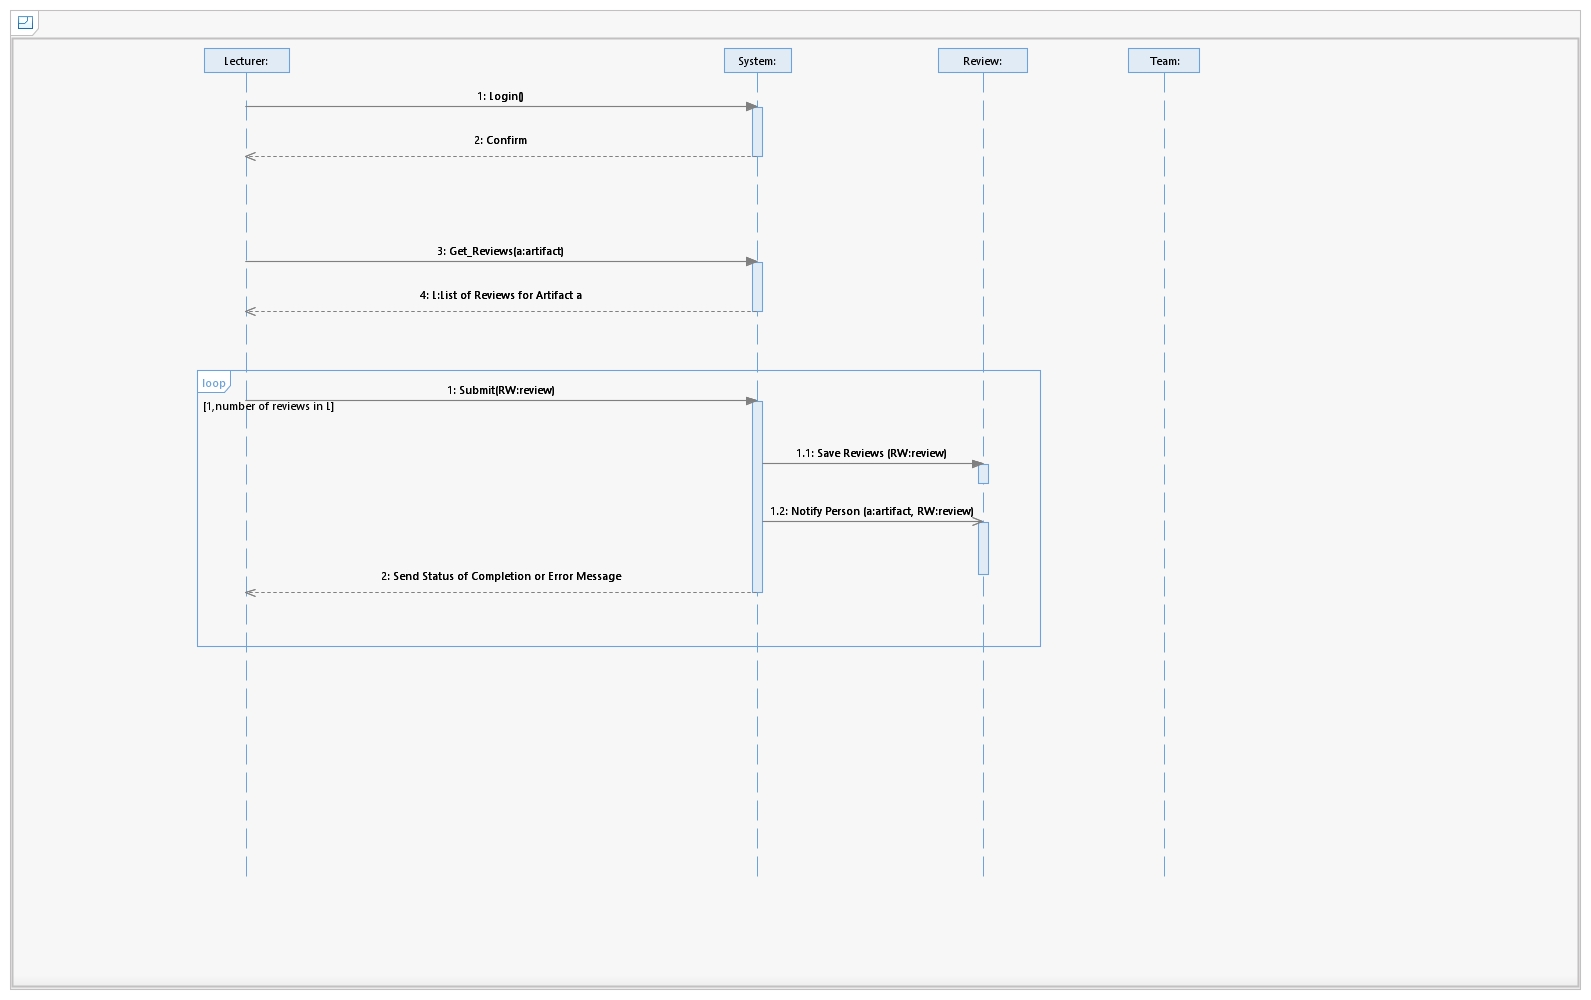 Lecturer:
System:
Review:
Team:
1: Login()
2: Confirm
3: Get_Reviews(a:artifact)
4: L:List of Reviews for Artifact a
loop
1: Submit(RW:review)
[1,number of reviews in L]
1.1: Save Reviews (RW:review)
1.2: Notify Person (a:artifact, RW:review)
2: Send Status of Completion or Error Message